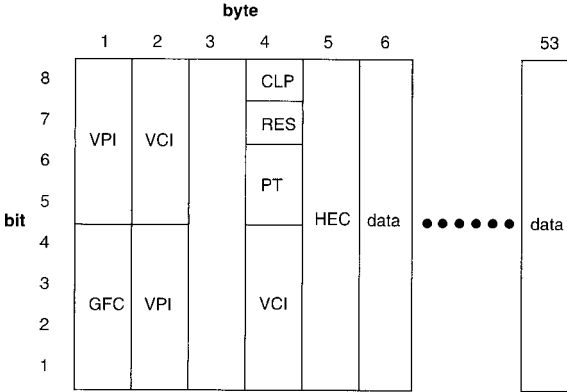 byte
1 2 3 4 5 6 53
8 CLP
7 RES
VPI VCI
6
PT
5
bit HEC data data
4
3
GFC VPI VCI
2
1